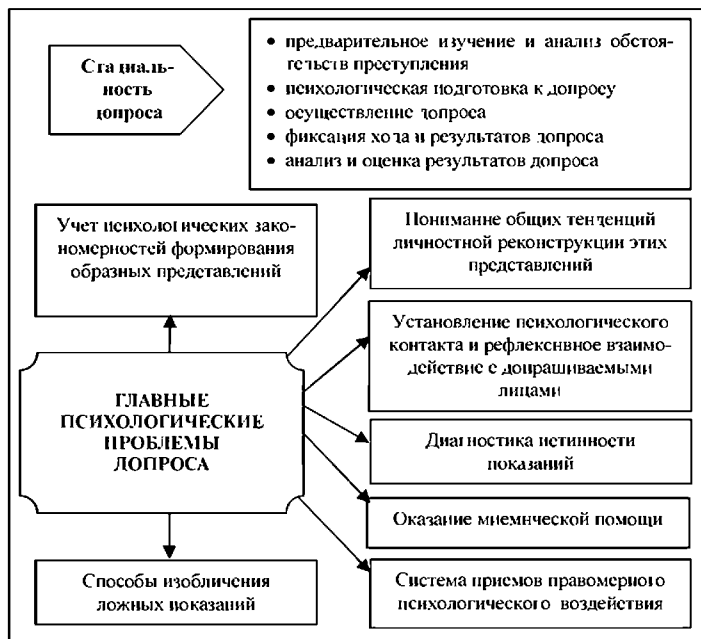 Стадиаль-
ность
допроса
• предварительное изучение и анализ обстоя-
тельств преступления
• психологическая подготовка к допросу
• осуществление допроса
• фиксация хода и результатов допроса
• анализ и оценка результатов допроса
Учет психологических зако-
номерностей формирования
образных представлений
Понимание общих тенденций
личностной реконструкции этих
представлений
Установление психологического
контакта и рефлексивное взаимо-
действие с допрашиваемыми
лицами
ГЛАВНЫЕ
ПСИХОЛОГИЧЕСКИЕ
ПРОБЛЕМЫ
ДОПРОСА
Диагностика истинности
показаний
Оказание мнемической помощи
Способы изобличения
ложных показаний
Система приемов правомерного
психологического воздействия